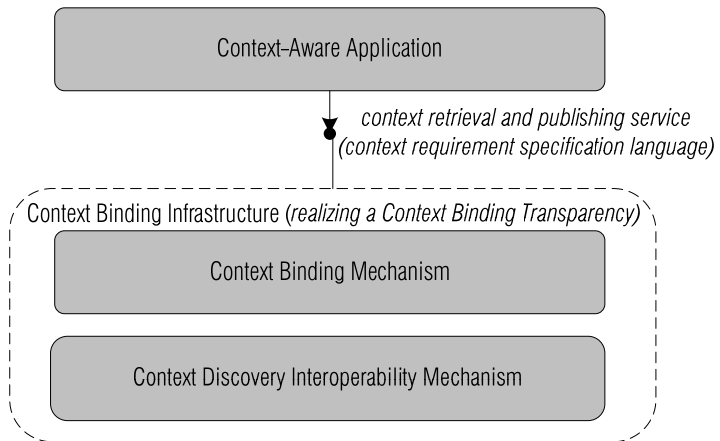 Context–Aware Application
context retrieval and publishing service
(context requirement specification language)
Context Binding Infrastructure (realizing a Context Binding Transparency)
Context Binding Mechanism
Context Discovery Interoperability Mechanism